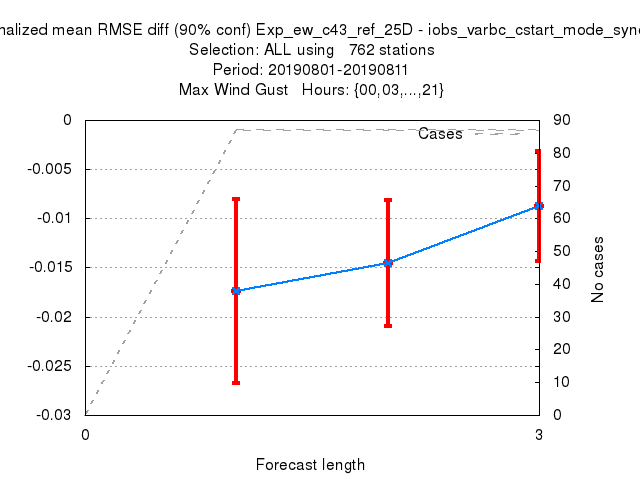 nalized mean RMSE diff (90% conf) Exp_ew_c43_ref_25D - iobs_varbc_cstart_mode_sync
Selection: ALL using   762 stations
Period: 20190801-20190811
Max Wind Gust   Hours: {00,03,...,21}
0
-0.005
-0.01
-0.015
-0.02
-0.025
-0.03
Cases
90
80
70
60
50
40
30
20
10
0
No cases
0
3
Forecast length